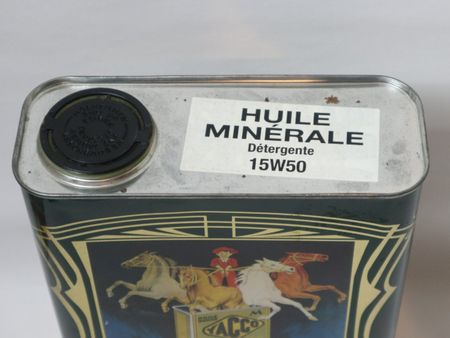 HUILE
MINÉRALE
Détergente
15W50
YACCO